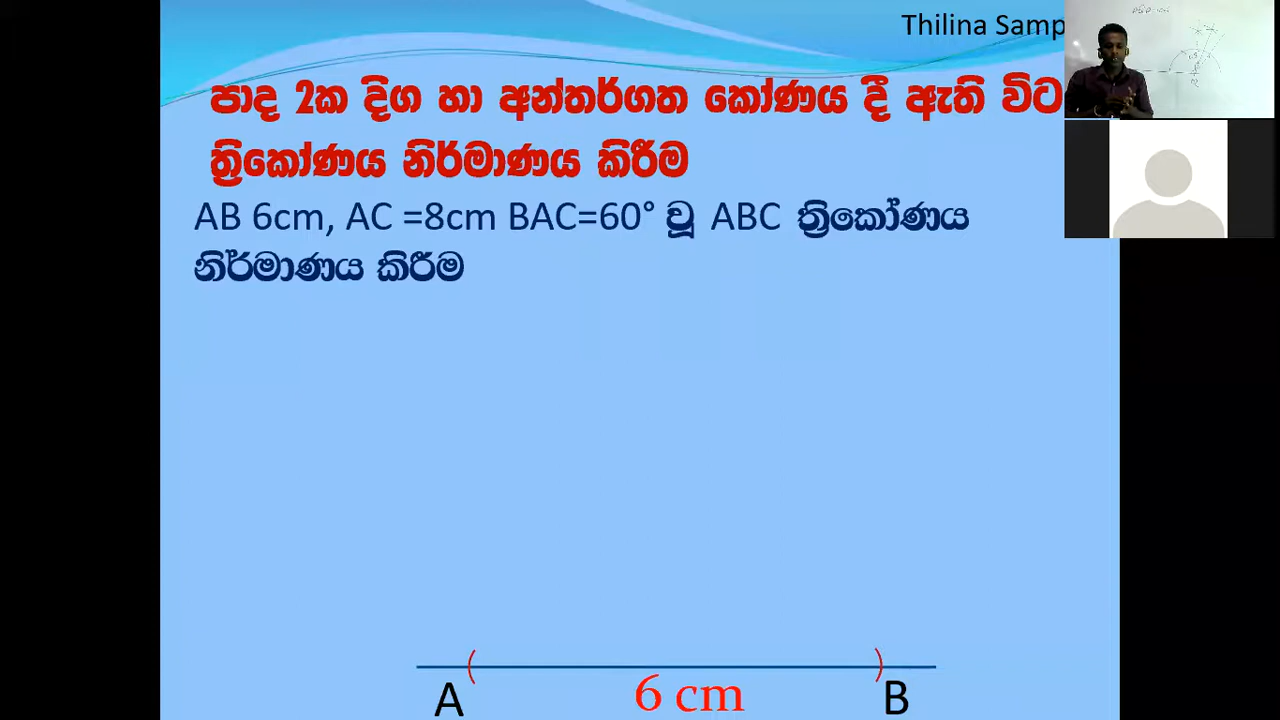 Thilina Samp
පාද 2ක දිග හා අන්තර්ගත කෝණය දී ඇති විට
ත්‍රිකෝණය නිර්මාණය කිරීම
AB 6cm, AC =8cm BAC=60° වූ ABC ත්‍රිකෝණය
නිර්මාණය කිරීම
A 6 cm B